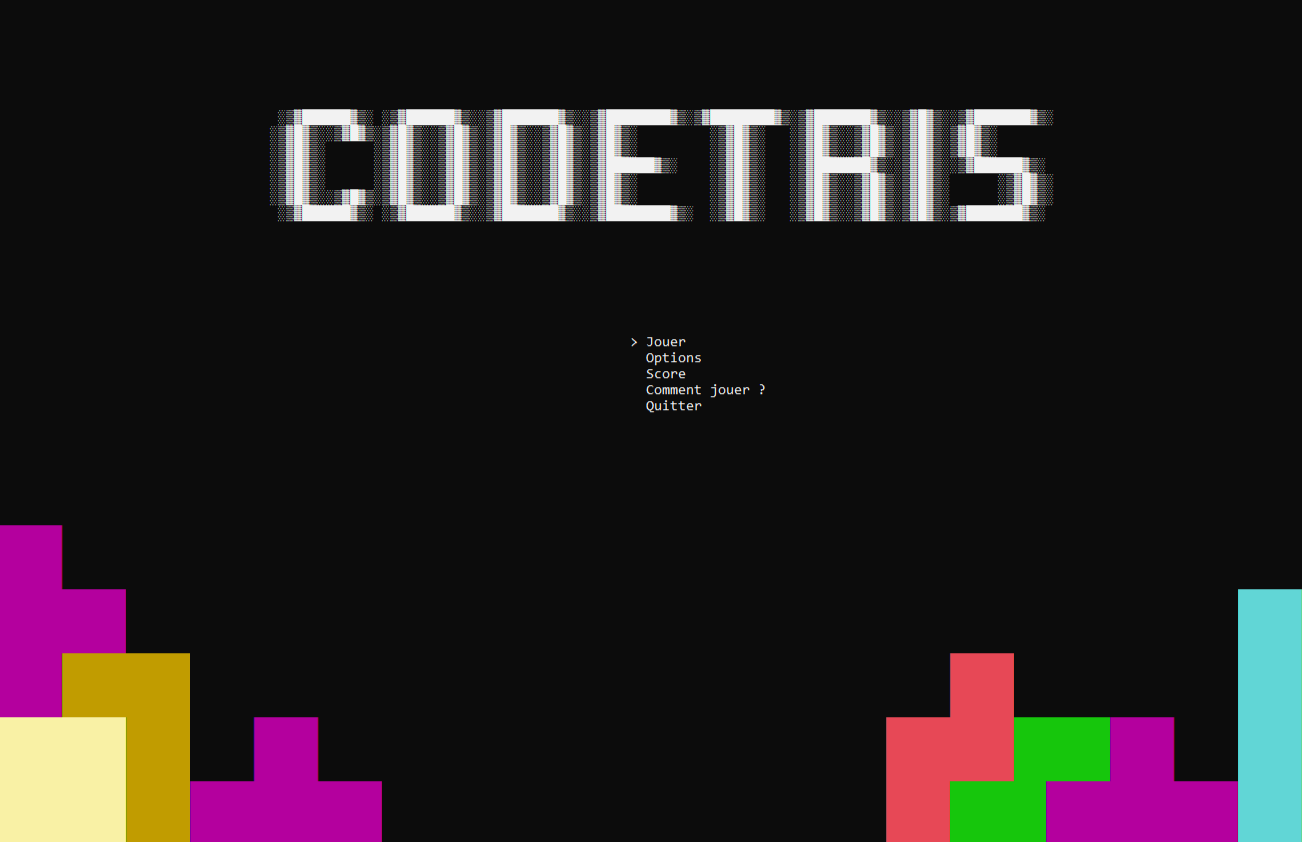 CODETRIS
> Jouer
Options
Score
Comment jouer ?
Quitter